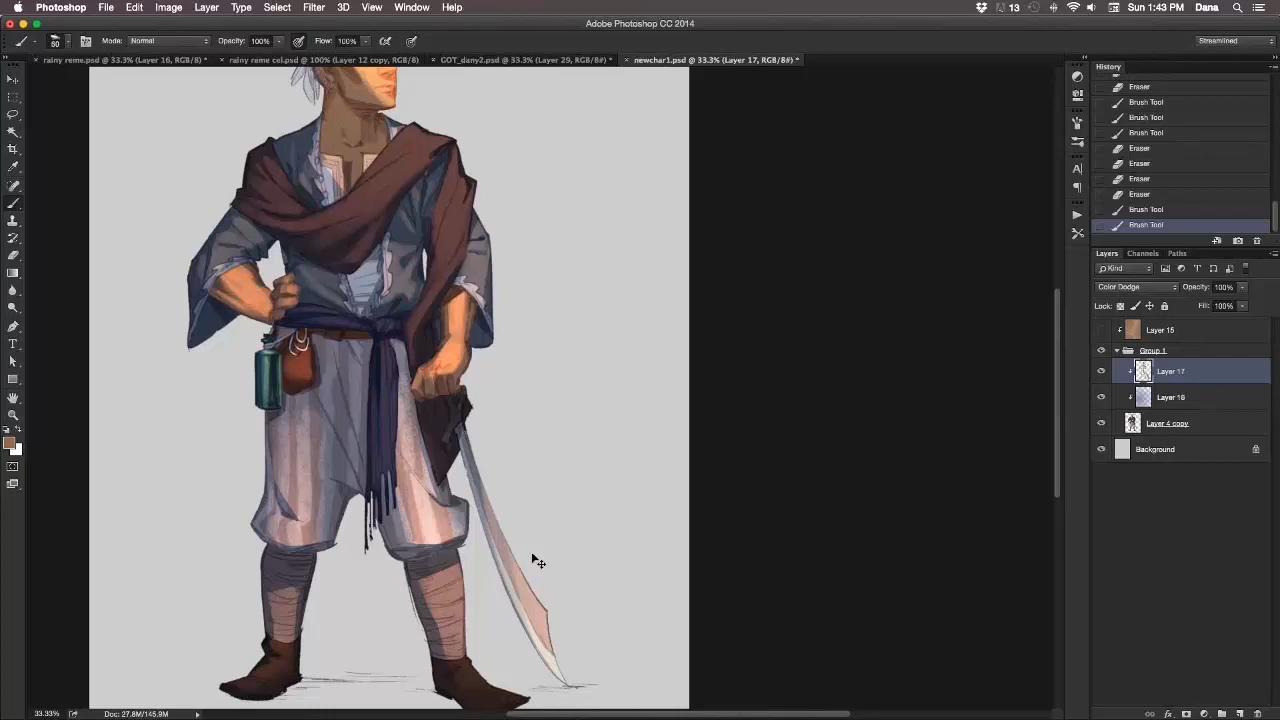 Photoshop File Edit Image Layer Type Select Filter 3D View Window Help 13 Sun 1:43 PM Dana
Adobe Photoshop CC 2014
80 Mode: Normal Opacity: 100% Flow: 100% Streamlined
rainy reme.psd @ 33.3% (Layer 16, RGB/8) * rainy reme cel.psd @ 100% (Layer 12 copy, RGB/8) GOT_dany2.psd @ 33.3% (Layer 29, RGB/8#) * newchar1.psd @ 33.3% (Layer 17, RGB/8#) *
History
Eraser
Brush Tool
Brush Tool
Brush Tool
Eraser
Eraser
Eraser
Eraser
Brush Tool
Brush Tool
Layers Channels Paths
Kind
Color Dodge Opacity: 100%
Lock: Fill: 100%
Layer 15
Group 1
Layer 17
Layer 16
Layer 4 copy
Background
33.33% Doc: 27.8M/145.9M